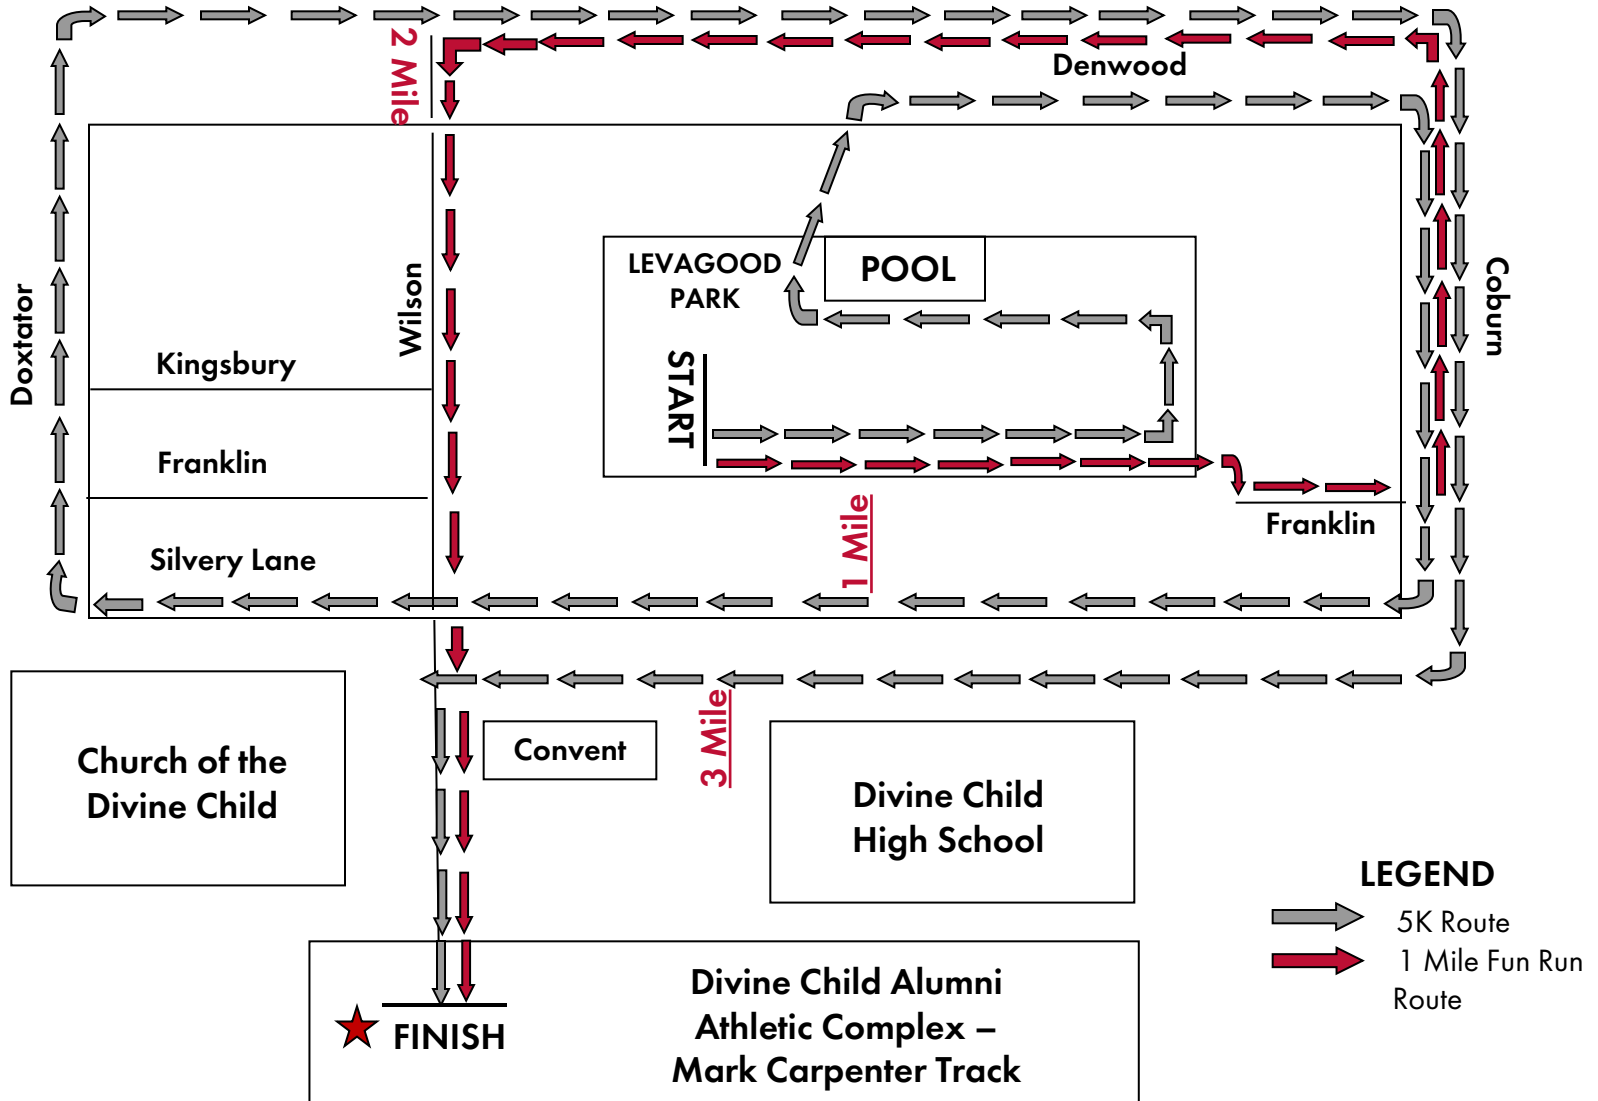 2 Mile
Denwood
LEVAGOOD
PARK
POOL
Doxtator
Wilson
Coburn
Kingsbury
START
Franklin
Franklin
1 Mile
Silvery Lane
3 Mile
Convent
Church of the
Divine Child
Divine Child
High School
LEGEND
5K Route
1 Mile Fun Run
Route
FINISH
Divine Child Alumni
Athletic Complex –
Mark Carpenter Track